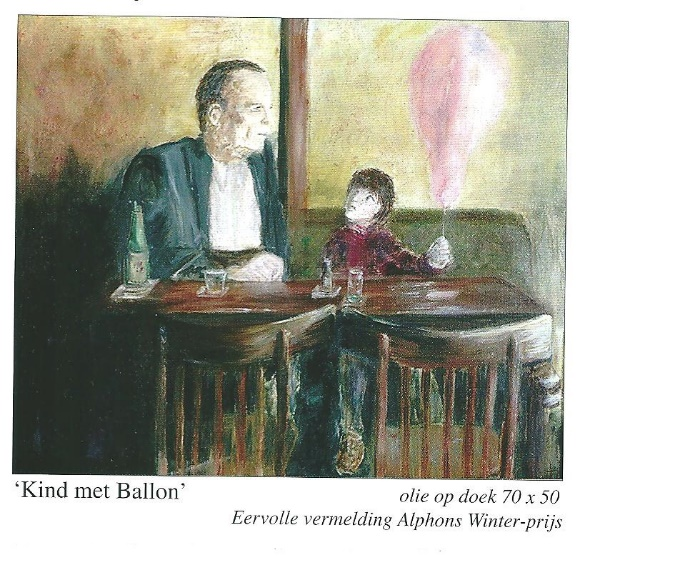 ‘Kind met Ballon’
olie op doek 70 x 50
Eervolle vermelding Alphons Winter-prijs